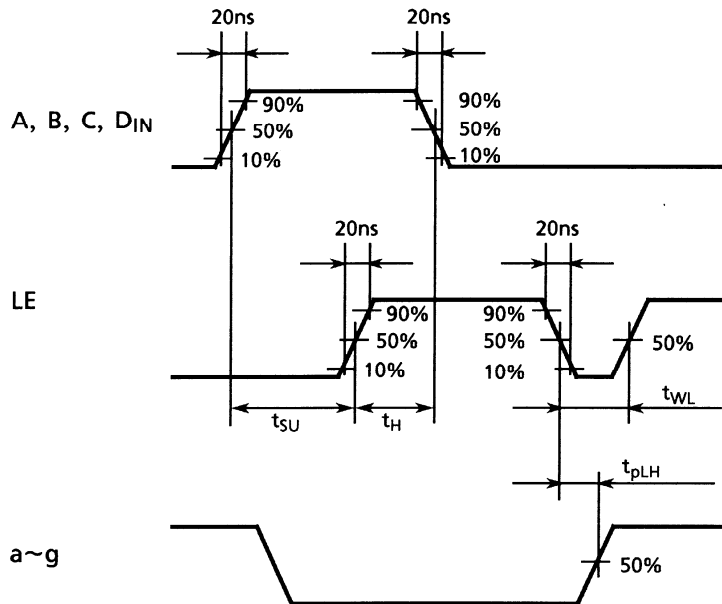 20ns 20ns
A, B, C, DIN
90% 90%
50% 50%
10% 10%
20ns 20ns
LE
90% 90%
50% 50% 50%
10% 10%
tSU tH tWL
tpLH
a~g
50%